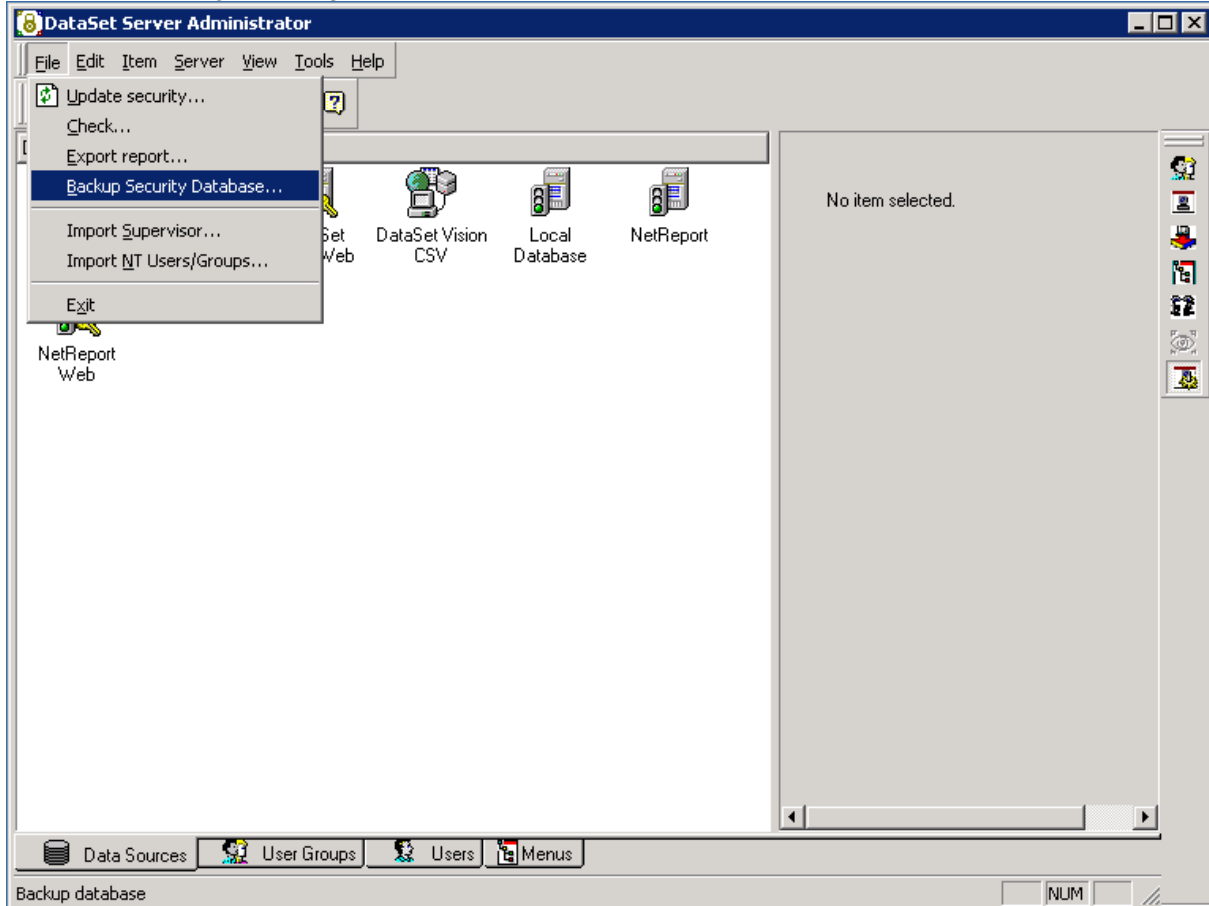 DataSet Server Administrator
File Edit Item Server View Tools Help
Update security...
Check...
Export report...
Backup Security Database...
Import Supervisor...
Import NT Users/Groups...
Exit
Set DataSet Vision Local NetReport
Web CSV Database
NetReport
Web
No item selected.
Data Sources User Groups Users Menus
Backup database NUM